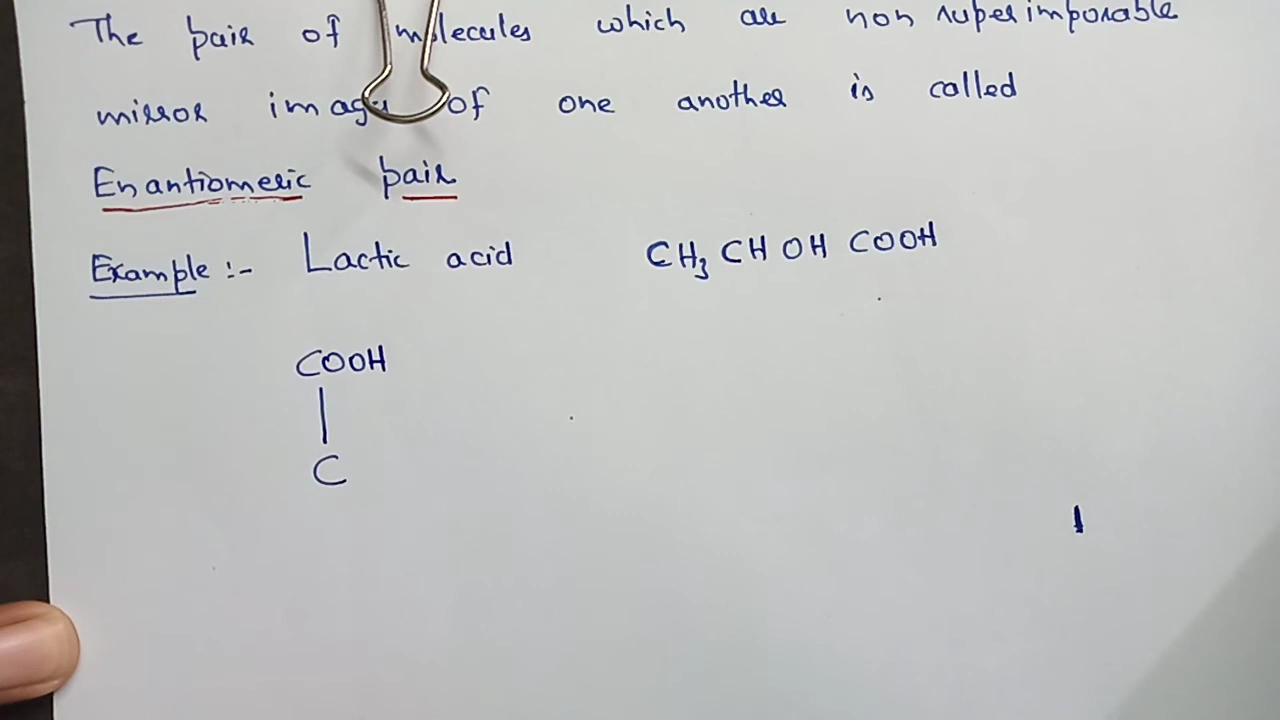 The pair of molecules which are non superimposable
mirror image of one another is called
Enantiomeric pair
Example :- Lactic acid CH₃ CH OH COOH
COOH
|
C